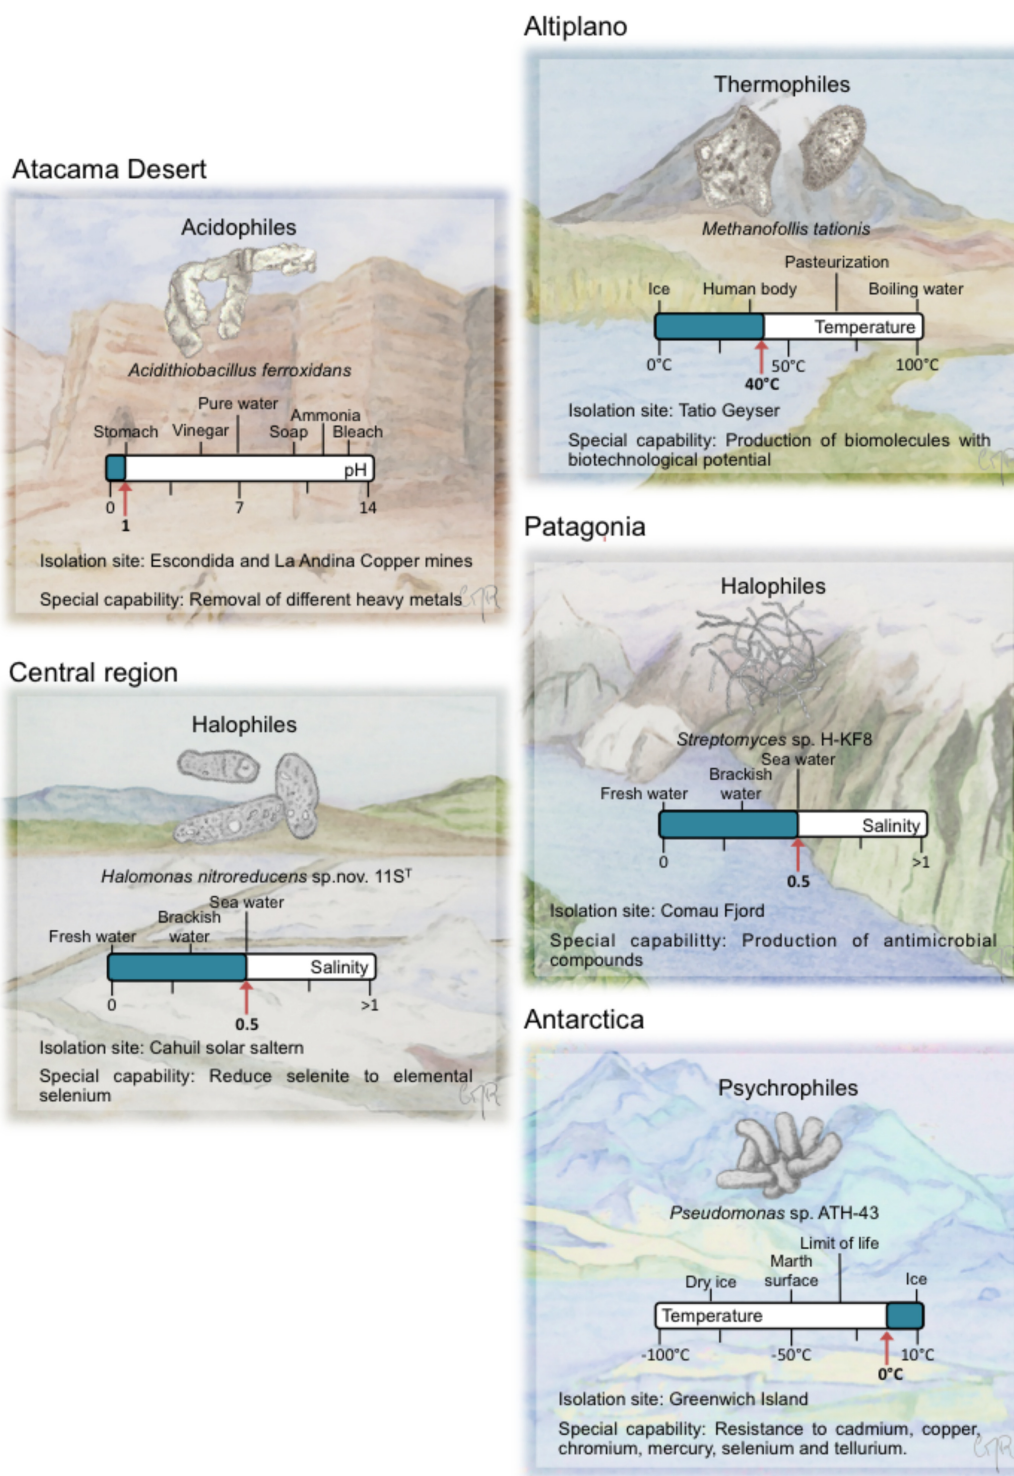 Altiplano
Thermophiles
Methanofollis tationis
Pasteurization
Ice Human body Boiling water
Temperature
0°C 50°C 100°C
40°C
Isolation site: Tatio Geyser
Special capability: Production of biomolecules with
biotechnological potential
Atacama Desert
Acidophiles
Acidithiobacillus ferroxidans
Pure water
Ammonia
Stomach Vinegar Soap Bleach
pH
0 7 14
1
Isolation site: Escondida and La Andina Copper mines
Special capability: Removal of different heavy metals
Patagonia
Halophiles
Streptomyces sp. H-KF8
Sea water
Brackish
Fresh water water
Salinity
0 >1
0.5
Isolation site: Comau Fjord
Special capabilitty: Production of antimicrobial
compounds
Central region
Halophiles
Halomonas nitroreducens sp.nov. 11Sᵀ
Sea water
Brackish
Fresh water water
Salinity
0 >1
0.5
Isolation site: Cahuil solar saltern
Special capability: Reduce selenite to elemental
selenium
Antarctica
Psychrophiles
Pseudomonas sp. ATH-43
Limit of life
Marth
Dry ice surface Ice
Temperature
-100°C -50°C 10°C
0°C
Isolation site: Greenwich Island
Special capability: Resistance to cadmium, copper,
chromium, mercury, selenium and tellurium.